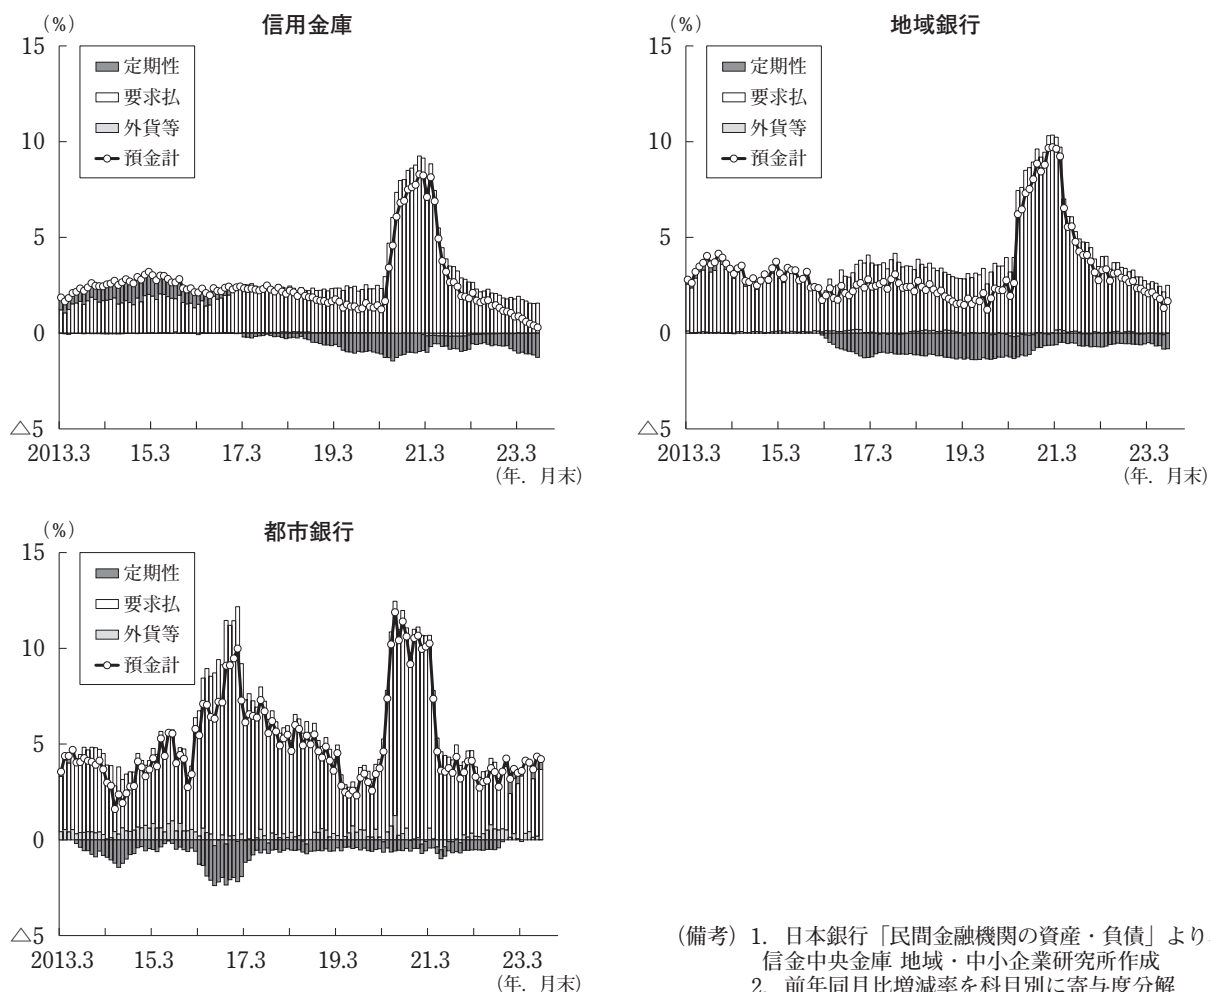 信用金庫
(%)
15
10
5
0
△5
定期性
要求払
外貨等
預金計
2013.3 15.3 17.3 19.3 21.3 23.3
(年.月末)
地域銀行
(%)
15
10
5
0
△5
定期性
要求払
外貨等
預金計
2013.3 15.3 17.3 19.3 21.3 23.3
(年.月末)
都市銀行
(%)
15
10
5
0
△5
定期性
要求払
外貨等
預金計
2013.3 15.3 17.3 19.3 21.3 23.3
(年.月末)
(備考)1. 日本銀行「民間金融機関の資産・負債」より、
信金中央金庫 地域・中小企業研究所作成
2. 前年同月比増減率を科目別に寄与度分解